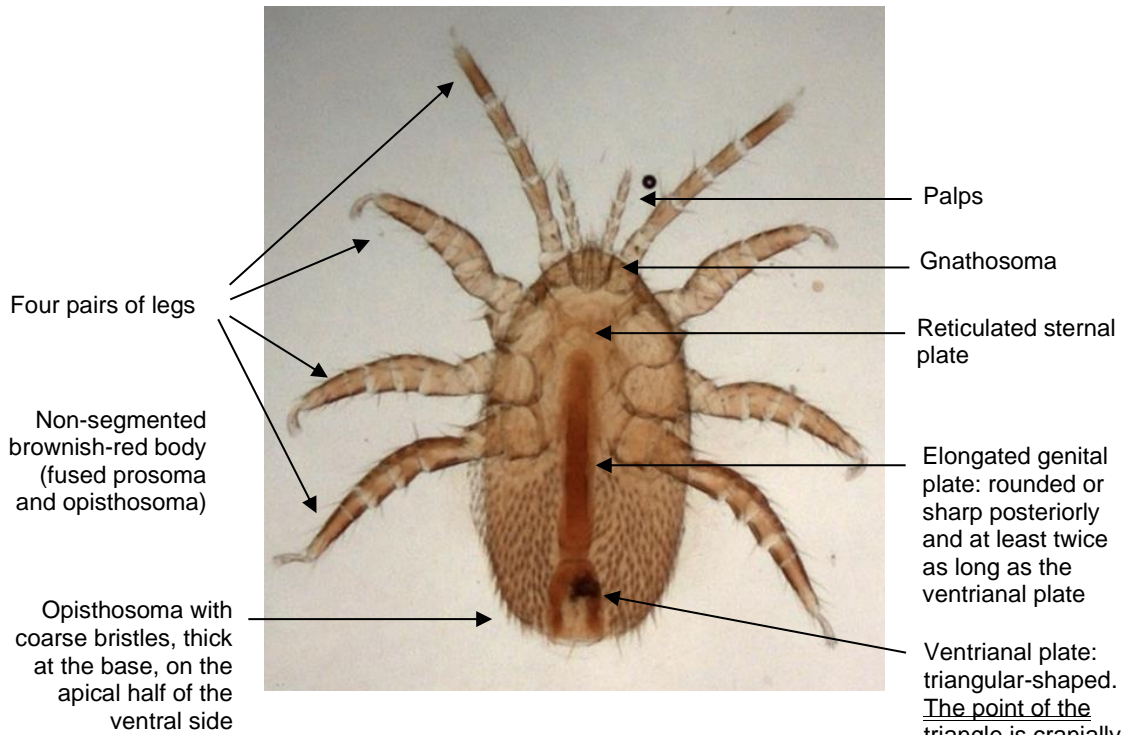 Palps
Gnathosoma
Four pairs of legs
Reticulated sternal
plate
Non-segmented
brownish-red body
(fused prosoma
and opisthosoma)
Elongated genital
plate: rounded or
sharp posteriorly
and at least twice
as long as the
ventrianal plate
Opisthosoma with
coarse bristles, thick
at the base, on the
apical half of the
ventral side
Ventrianal plate:
triangular-shaped.
The point of the
triangle is cranially